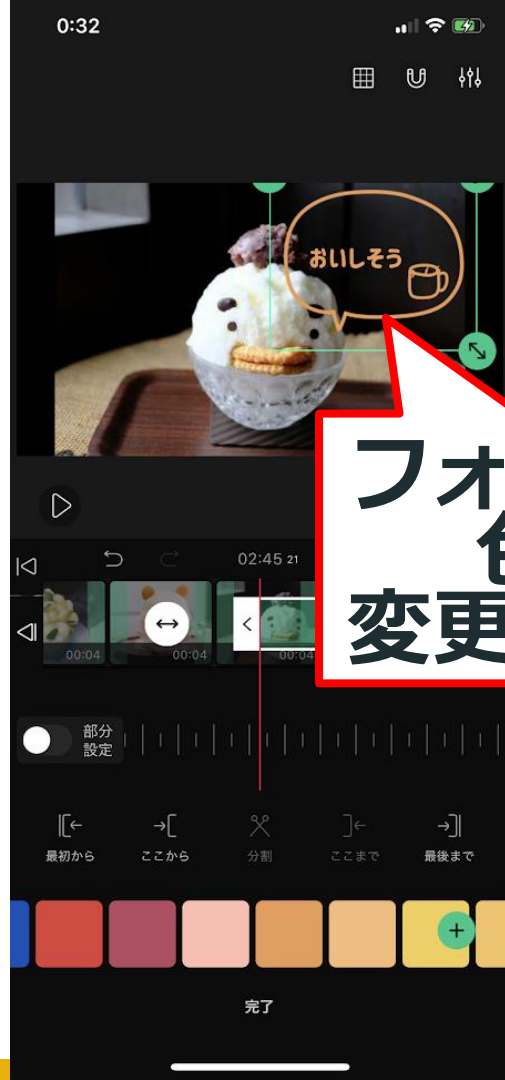 0:32
おいしそう
フォ
変更
02:45 21
00:04
00:04
00:04
部分
設定
最初から
ここから
分割
ここまで
最後まで
完了